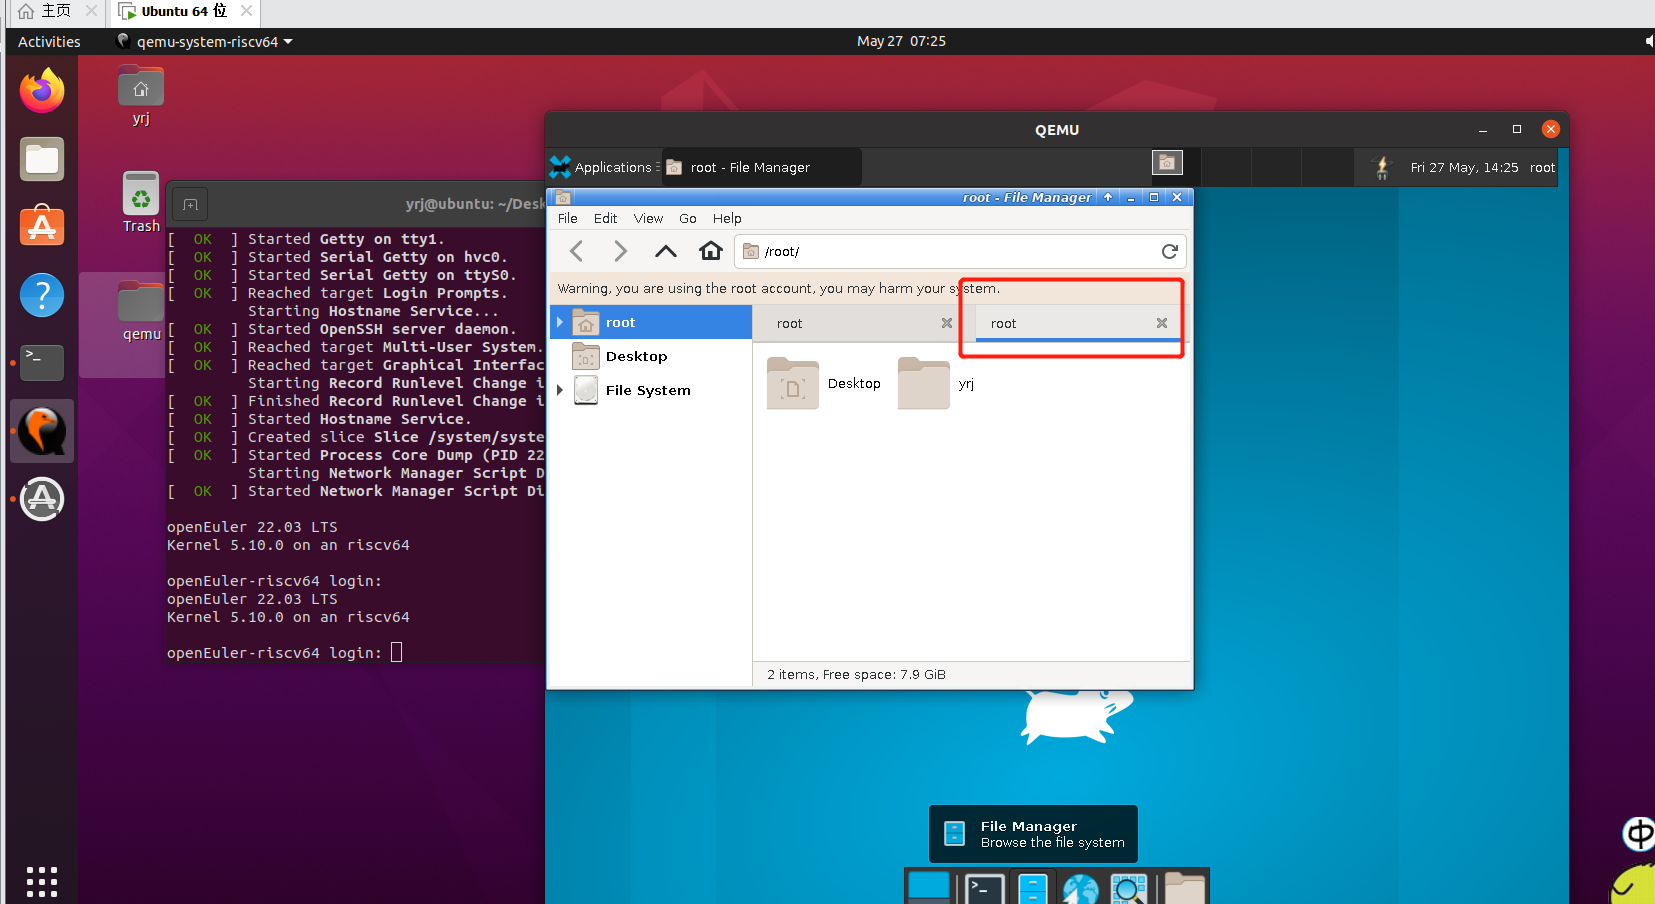 主页
Ubuntu 64 位
Activities
qemu-system-riscv64
May 27 07:25
yrj
Trash
qemu
yrj@ubuntu: ~/Desk
[ OK ] Started Getty on tty1.
[ OK ] Started Serial Getty on hvc0.
[ OK ] Started Serial Getty on ttyS0.
[ OK ] Reached target Login Prompts.
Starting Hostname Service...
[ OK ] Started OpenSSH server daemon.
[ OK ] Reached target Multi-User System.
[ OK ] Reached target Graphical Interfac
Starting Record Runlevel Change i
[ OK ] Finished Record Runlevel Change i
[ OK ] Started Hostname Service.
[ OK ] Created slice Slice /system/syste
[ OK ] Started Process Core Dump (PID 22
Starting Network Manager Script D
[ OK ] Started Network Manager Script Di
openEuler 22.03 LTS
Kernel 5.10.0 on an riscv64
openEuler-riscv64 login:
openEuler 22.03 LTS
Kernel 5.10.0 on an riscv64
openEuler-riscv64 login:
QEMU
Applications
root - File Manager
Fri 27 May, 14:25
root
root - File Manager
File Edit View Go Help
/root/
Warning, you are using the root account, you may harm your system.
root
Desktop
File System
root
root
Desktop
yrj
2 items, Free space: 7.9 GiB
File Manager
Browse the file system
中